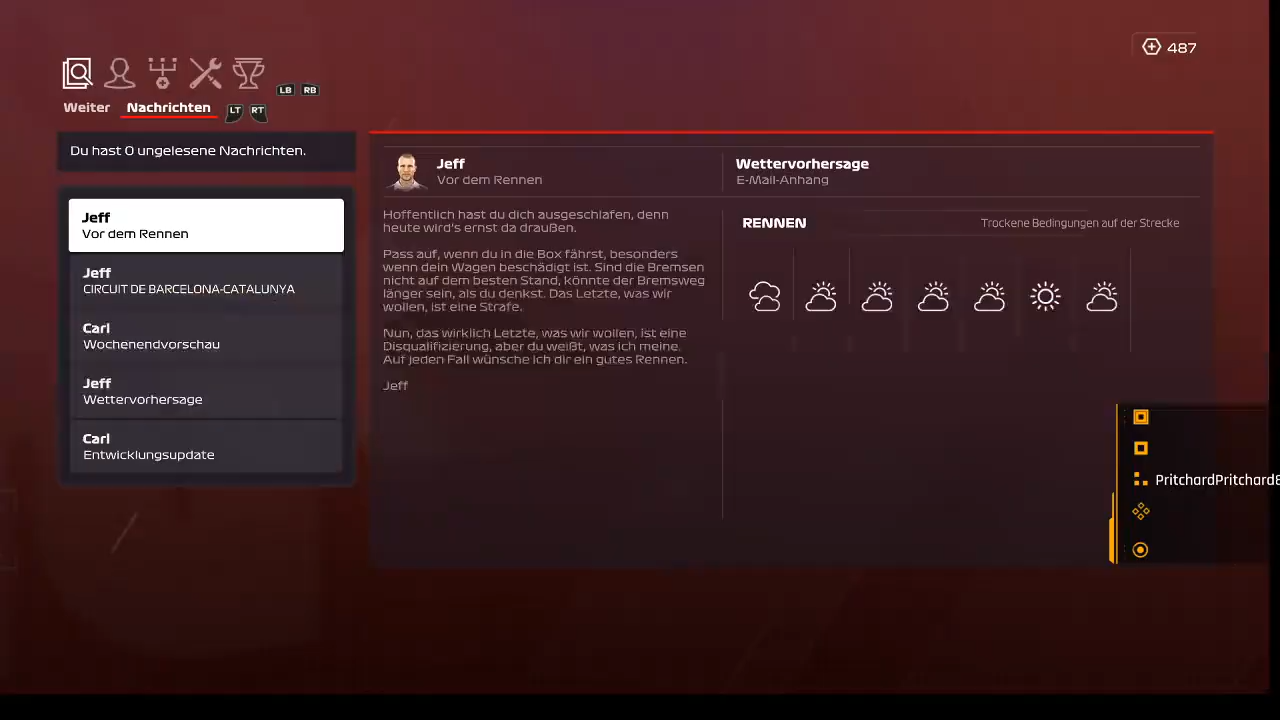 487
LB RB
Weiter Nachrichten LT RT
Du hast 0 ungelesene Nachrichten.
Jeff
Vor dem Rennen
Jeff
CIRCUIT DE BARCELONA-CATALUNYA
Carl
Wochenendvorschau
Jeff
Wettervorhersage
Carl
Entwicklungsupdate
Jeff
Vor dem Rennen
Hoffentlich hast du dich ausgeschlafen, denn
heute wird's ernst da draußen.
Pass auf, wenn du in die Box fährst, besonders
wenn dein Wagen beschädigt ist. Sind die Bremsen
nicht auf dem besten Stand, könnte der Bremsweg
länger sein, als du denkst. Das Letzte, was wir
wollen, ist eine Strafe.
Nun, das wirklich Letzte, was wir wollen, ist eine
Disqualifizierung, aber du weißt, was ich meine.
Auf jeden Fall wünsche ich dir ein gutes Rennen.
Jeff
Wettervorhersage
E-Mail-Anhang
RENNEN Trockene Bedingungen auf der Strecke